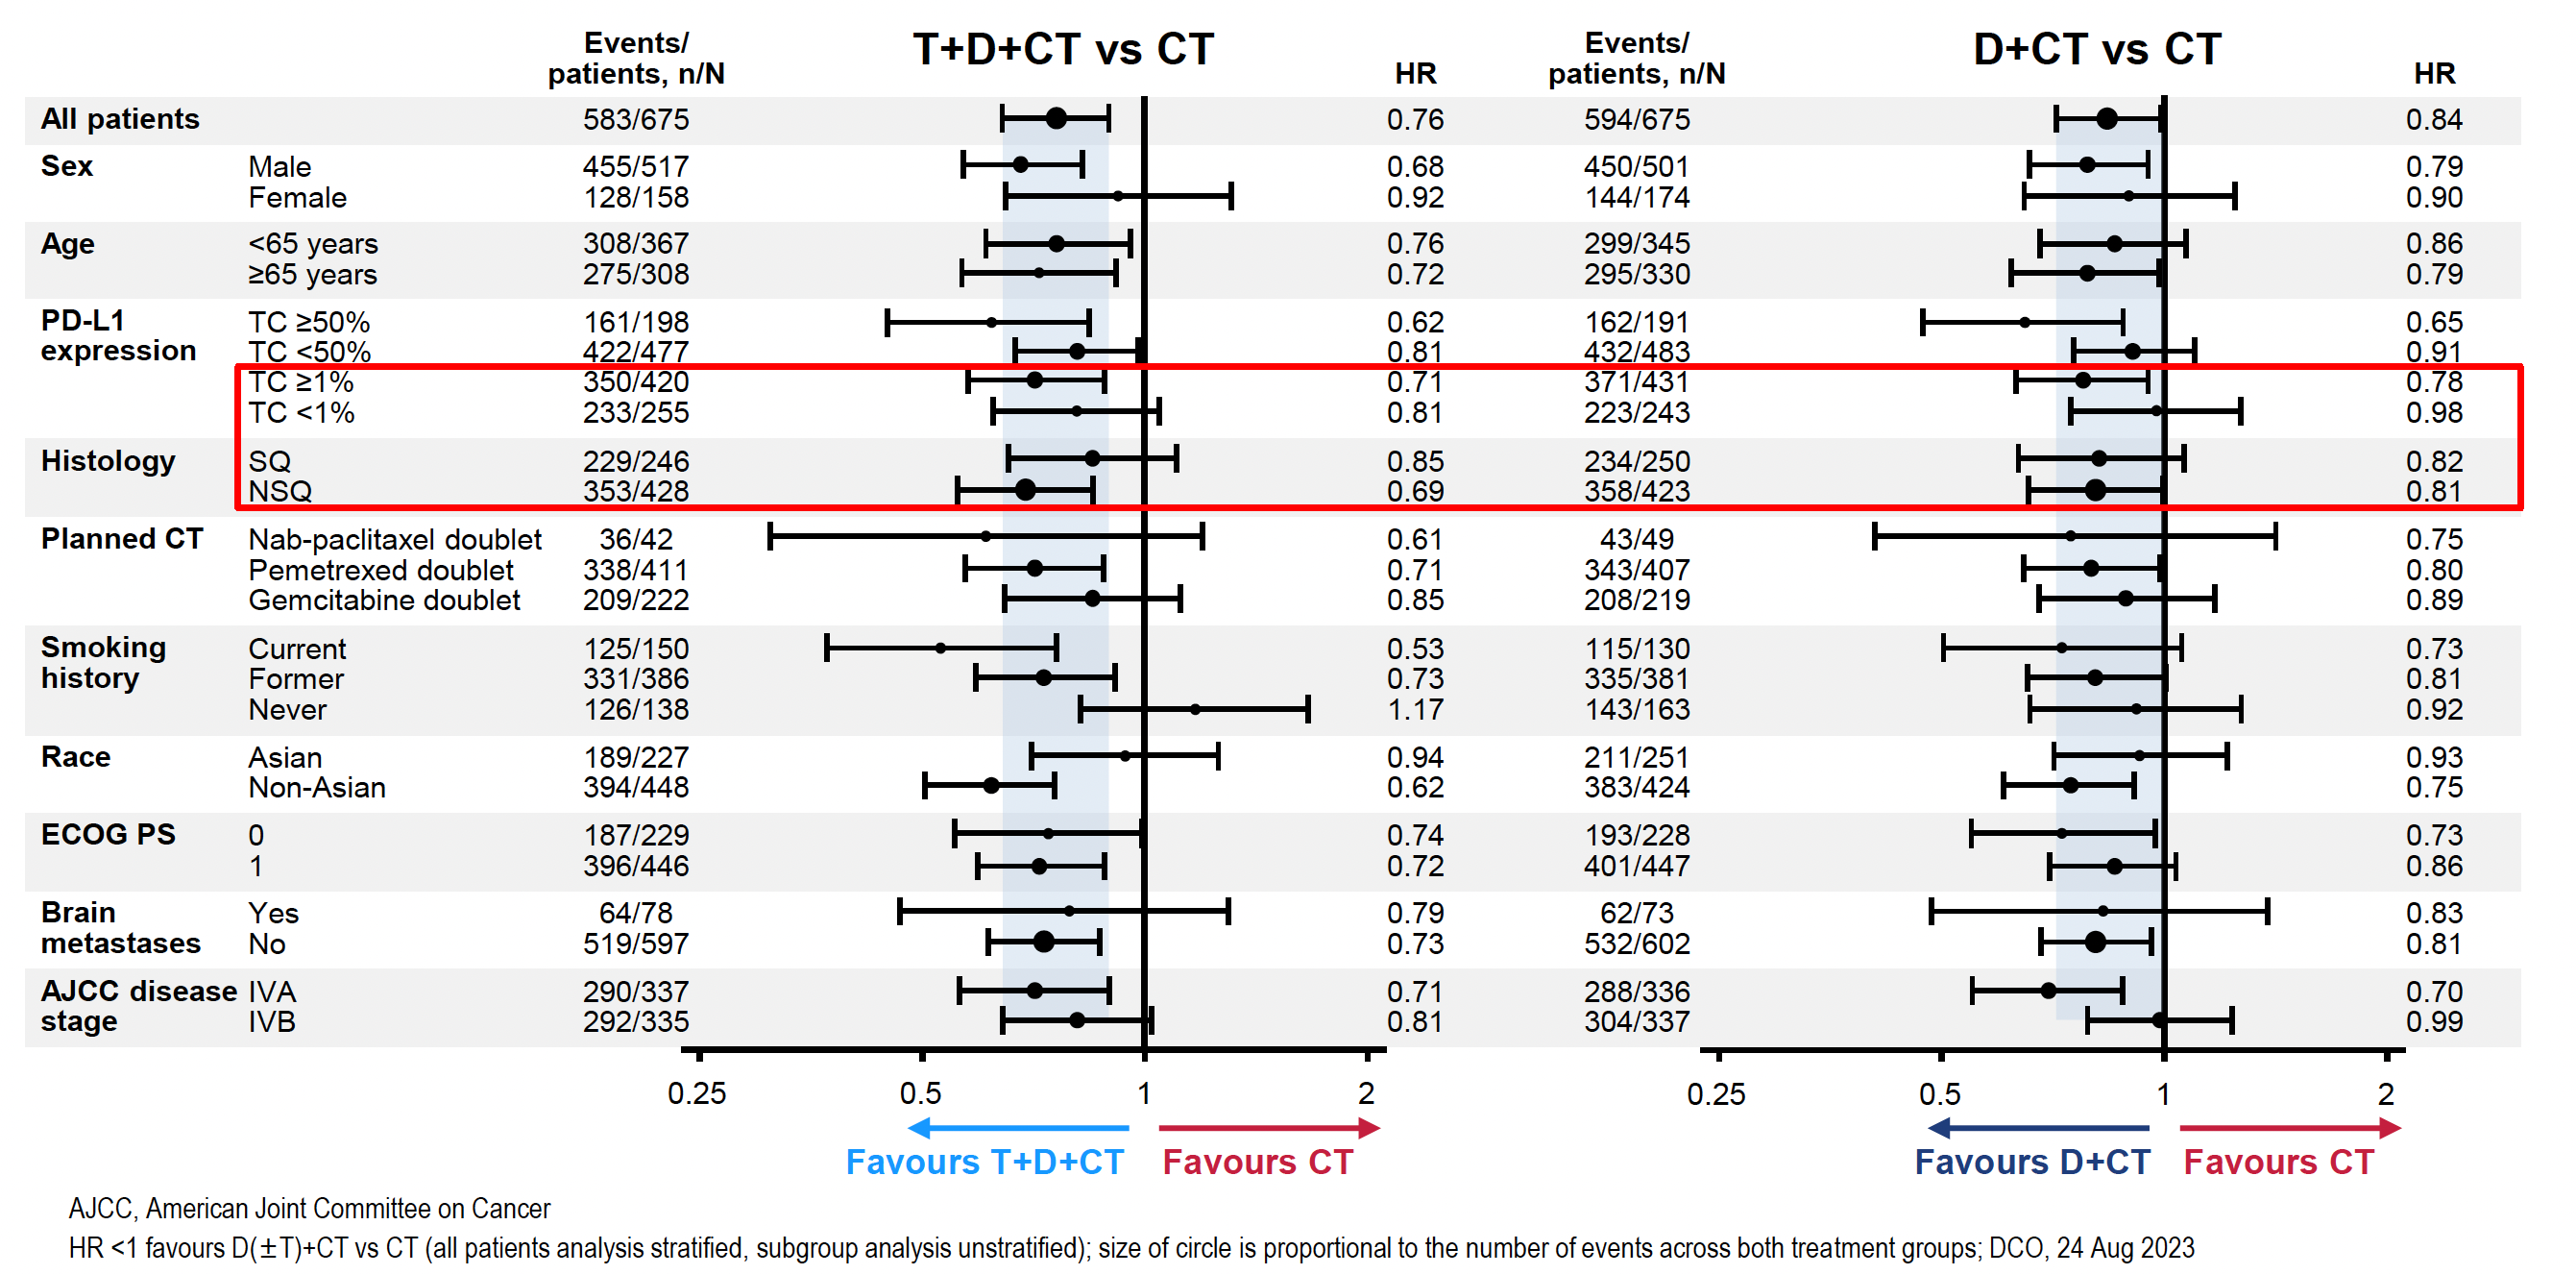 Events/ patients, n/N T+D+CT vs CT HR Events/ patients, n/N D+CT vs CT HR
All patients 583/675 0.76 594/675 0.84
Sex Male 455/517 0.68 450/501 0.79
Female 128/158 0.92 144/174 0.90
Age <65 years 308/367 0.76 299/345 0.86
≥65 years 275/308 0.72 295/330 0.79
PD-L1 TC ≥50% 161/198 0.62 162/191 0.65
expression TC <50% 422/477 0.81 432/483 0.91
TC ≥1% 350/420 0.71 371/431 0.78
TC <1% 233/255 0.81 223/243 0.98
Histology SQ 229/246 0.85 234/250 0.82
NSQ 353/428 0.69 358/423 0.81
Planned CT Nab-paclitaxel doublet 36/42 0.61 43/49 0.75
Pemetrexed doublet 338/411 0.71 343/407 0.80
Gemcitabine doublet 209/222 0.85 208/219 0.89
Smoking Current 125/150 0.53 115/130 0.73
history Former 331/386 0.73 335/381 0.81
Never 126/138 1.17 143/163 0.92
Race Asian 189/227 0.94 211/251 0.93
Non-Asian 394/448 0.62 383/424 0.75
ECOG PS 0 187/229 0.74 193/228 0.73
1 396/446 0.72 401/447 0.86
Brain Yes 64/78 0.79 62/73 0.83
metastases No 519/597 0.73 532/602 0.81
AJCC disease IVA 290/337 0.71 288/336 0.70
stage IVB 292/335 0.81 304/337 0.99
0.25 0.5 1 2 0.25 0.5 1 2
Favours T+D+CT Favours CT Favours D+CT Favours CT
AJCC, American Joint Committee on Cancer
HR <1 favours D(±T)+CT vs CT (all patients analysis stratified, subgroup analysis unstratified); size of circle is proportional to the number of events across both treatment groups; DCO, 24 Aug 2023